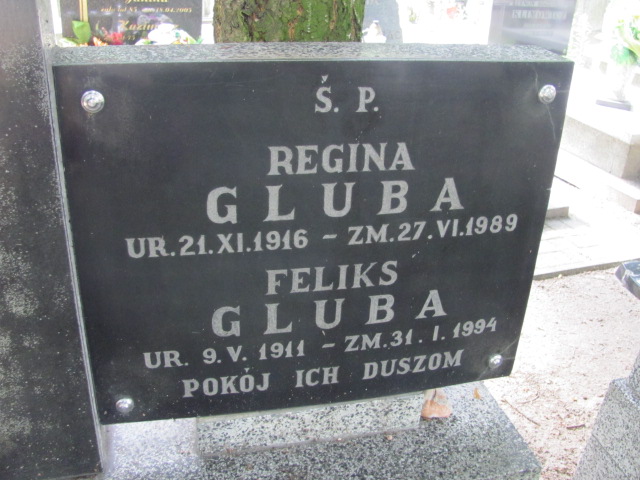 Ś. P.
REGINA
GLUBA
UR. 21. XI. 1916 - ZM. 27. VI. 1989
FELIKS
GLUBA
UR. 9. V. 1911 - ZM. 31. I. 1994
POKÓJ ICH DUSZOM